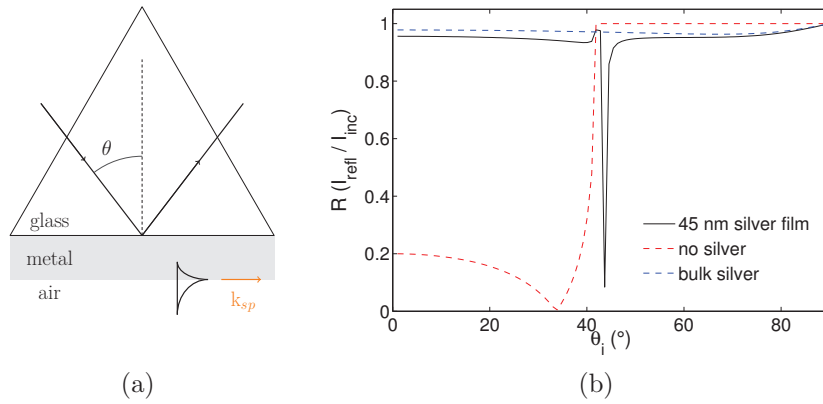 θ
glass
metal
air
k_sp
(a)
R (I_refl / I_inc)
1
0.8
0.6
0.4
0.2
0
0 20 40 60 80
θ_i (°)
45 nm silver film
no silver
bulk silver
(b)